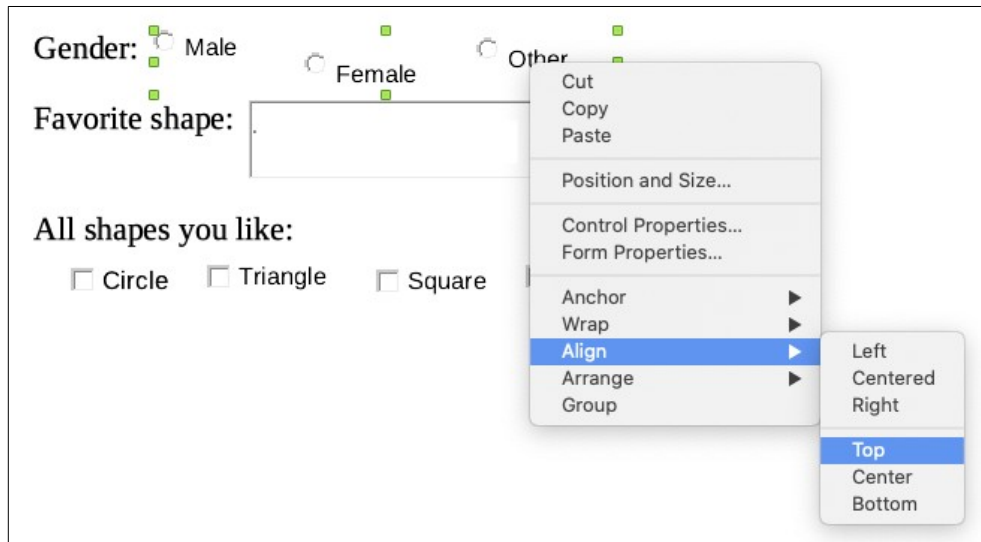 Gender: Male
Female
Other
Favorite shape:
All shapes you like:
Circle Triangle Square
Cut
Copy
Paste
Position and Size...
Control Properties...
Form Properties...
Anchor
Wrap
Align
Arrange
Group
Left
Centered
Right
Top
Center
Bottom